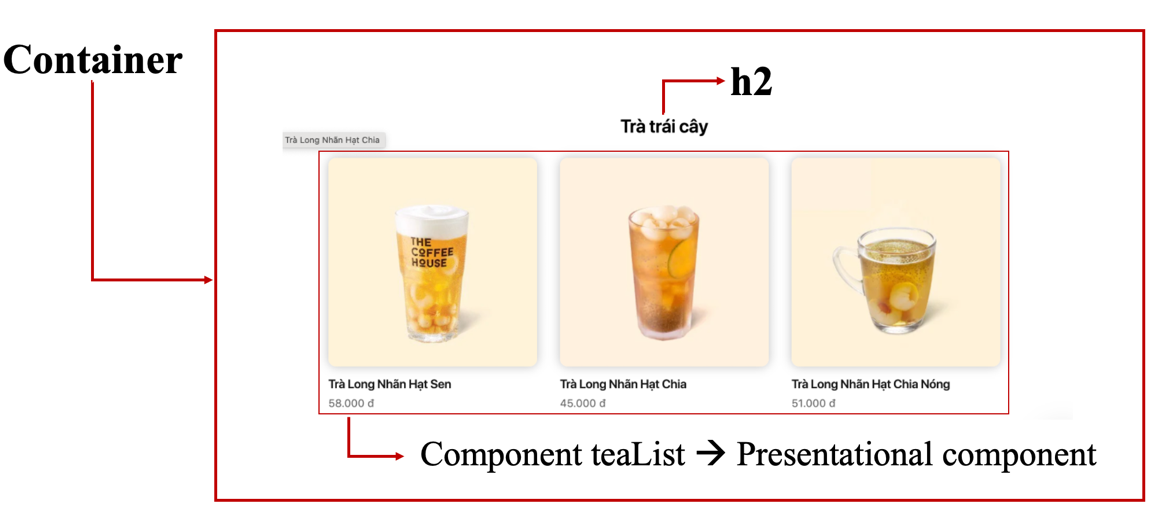 Container
h2
Trà trái cây
Trà Long Nhãn Hạt Chia
THE
COFFEE
HOUSE
Trà Long Nhãn Hạt Sen
58.000 đ
Trà Long Nhãn Hạt Chia
45.000 đ
Trà Long Nhãn Hạt Chia Nóng
51.000 đ
Component teaList → Presentational component